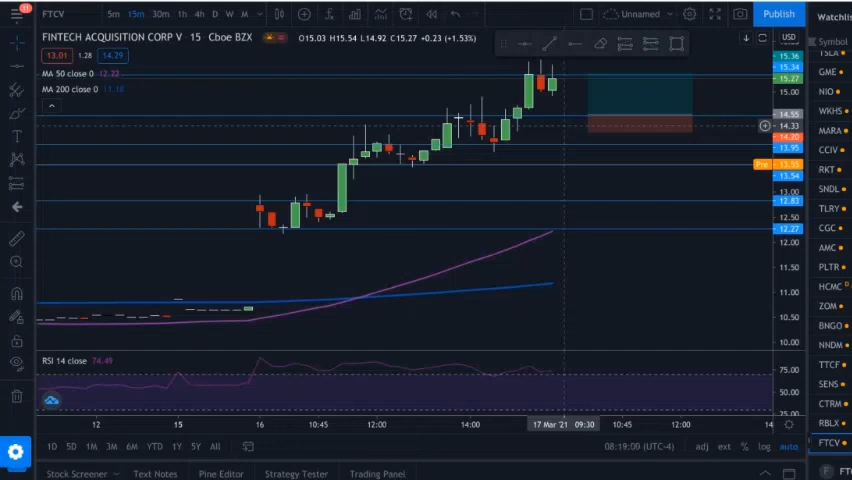 11
FTCV 5m 15m 30m 1h 4h D W M Unnamed Publish Watchlis
FINTECH ACQUISITION CORP V · 15 Cboe BZX O15.03 H15.54 L14.92 C15.27 +0.23 (+1.53%) USD
13.01 1.28 14.29
MA 50 close 0 12.22
MA 200 close 0 11.18
15.36
15.34
15.27
15.00
14.55
14.33
14.20
13.95
Pre 13.55
13.54
13.00
12.83
12.50
12.27
12.00
11.50
11.00
10.50
10.00
RSI 14 close 74.49
75.00
50.00
25.00
12 15 16 10:45 12:00 14:00 17 Mar '21 09:30 10:45 12:00 14
1D 5D 1M 3M 6M YTD 1Y 5Y All 08:19:09 (UTC-4) adj ext % log auto
Stock Screener Text Notes Pine Editor Strategy Tester Trading Panel
Symbol
TSLA
GME
NIO
WKHS
MARA
CCIV
RKT
SNDL
TLRY
CGC
AMC
PLTR
HCMC D
ZOM
BNGO
NNDM
TTCF
SENS
CTRM
RBLX
FTCV
F FT